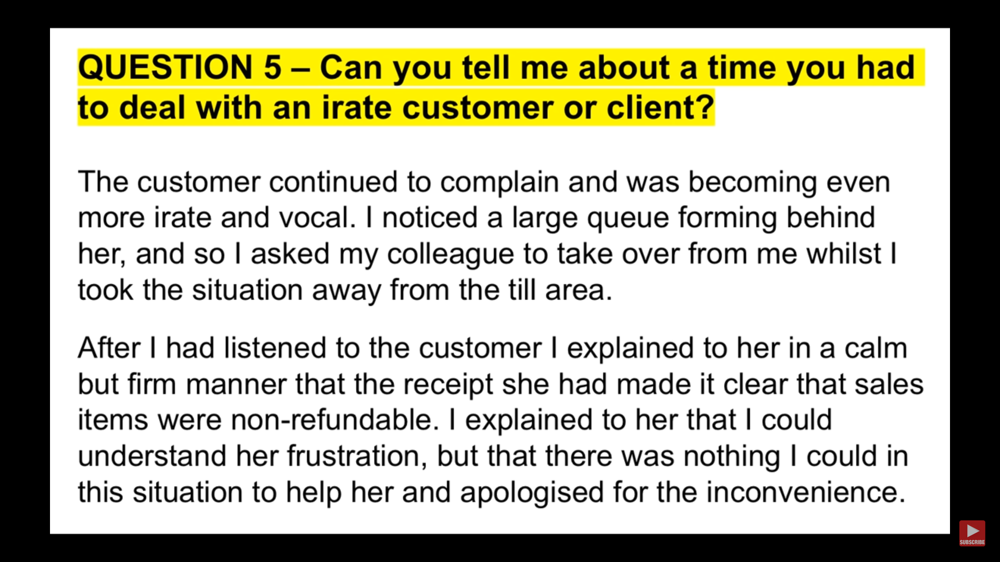 QUESTION 5 – Can you tell me about a time you had
to deal with an irate customer or client?
The customer continued to complain and was becoming even
more irate and vocal. I noticed a large queue forming behind
her, and so I asked my colleague to take over from me whilst I
took the situation away from the till area.
After I had listened to the customer I explained to her in a calm
but firm manner that the receipt she had made it clear that sales
items were non-refundable. I explained to her that I could
understand her frustration, but that there was nothing I could in
this situation to help her and apologised for the inconvenience.
SUBSCRIBE